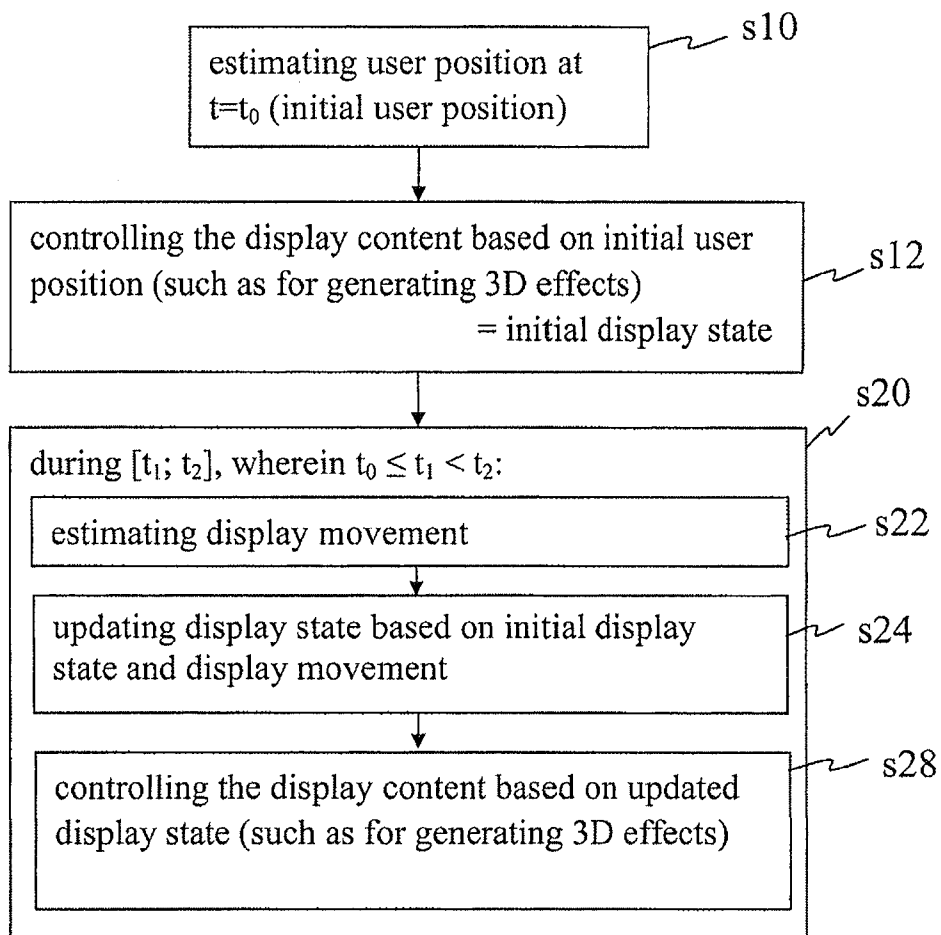 s10
estimating user position at
t=t₀ (initial user position)
controlling the display content based on initial user
position (such as for generating 3D effects)
= initial display state
s12
s20
during [t₁; t₂], wherein t₀ ≤ t₁ < t₂:
estimating display movement
s22
updating display state based on initial display
state and display movement
s24
controlling the display content based on updated
display state (such as for generating 3D effects)
s28